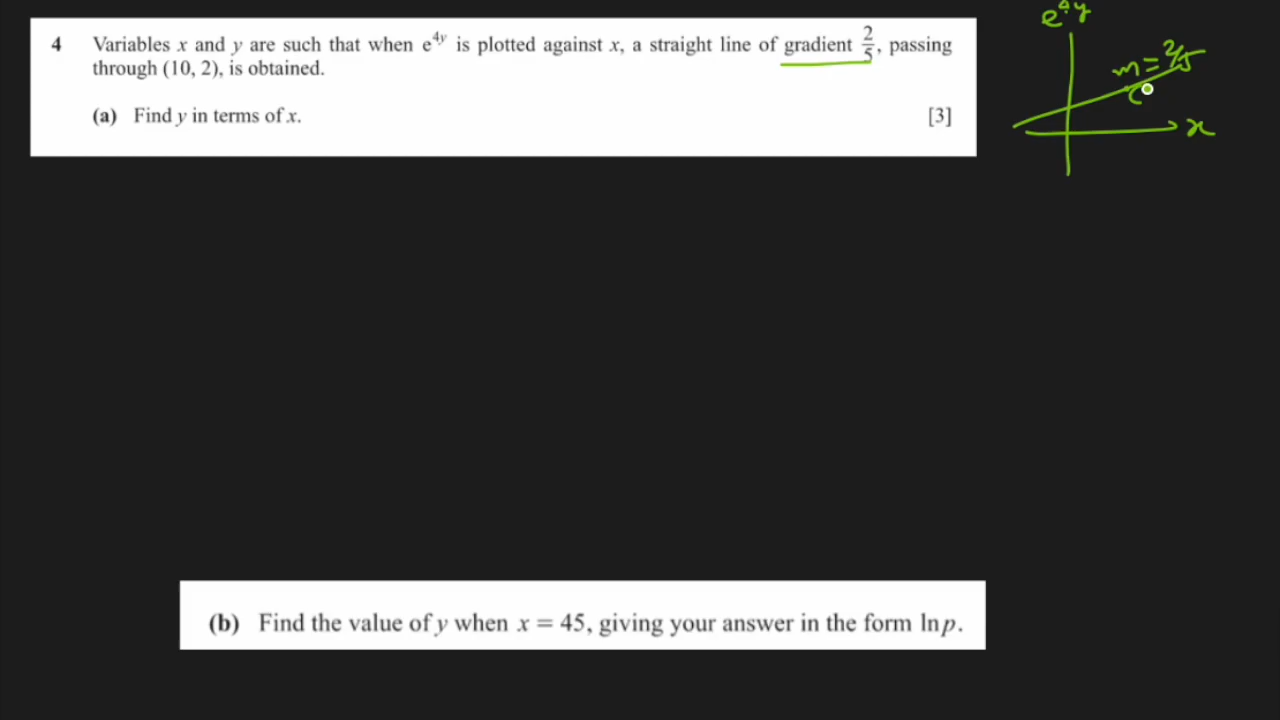 4 Variables x and y are such that when e^{4y} is plotted against x, a straight line of gradient 2/5, passing
through (10, 2), is obtained.
(a) Find y in terms of x. [3]
e^{4y}
m = 2/5
(
x
(b) Find the value of y when x = 45, giving your answer in the form ln p.